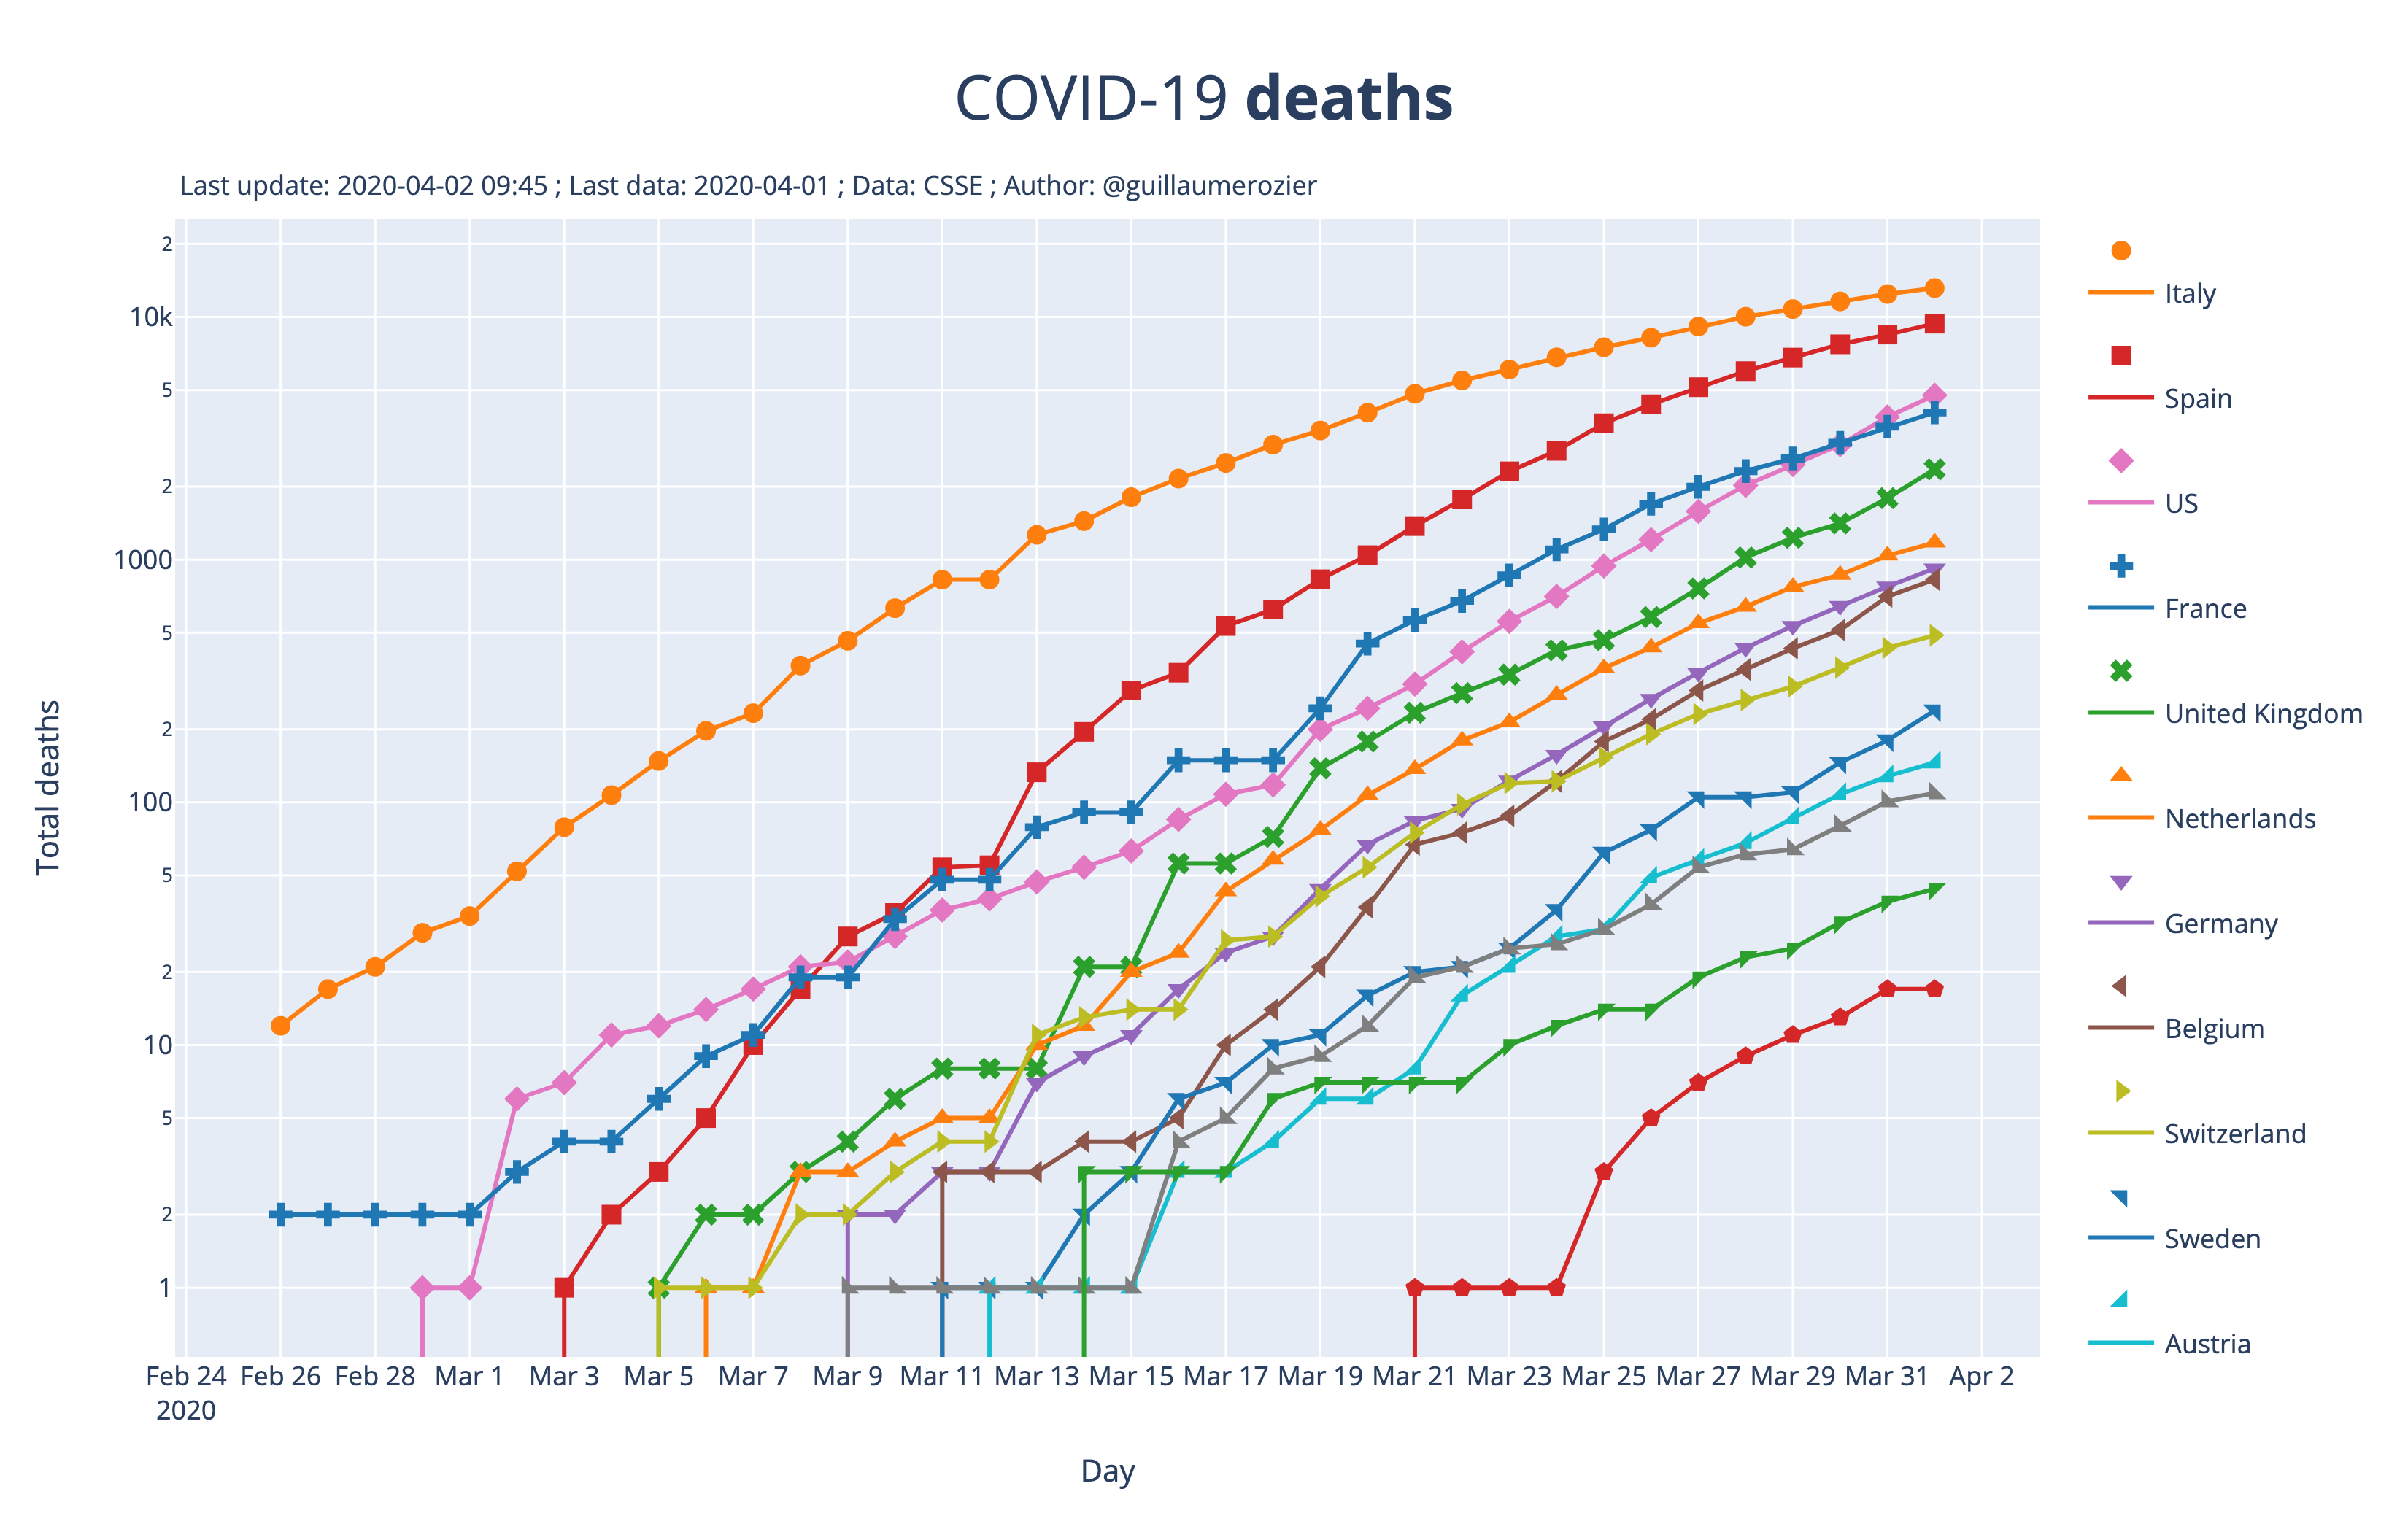 COVID-19 deaths
Last update: 2020-04-02 09:45 ; Last data: 2020-04-01 ; Data: CSSE ; Author: @guillaumerozier
2
10k
5
2
1000
5
2
100
5
2
10
5
2
1
Total deaths
Feb 24 Feb 26 Feb 28 Mar 1 Mar 3 Mar 5 Mar 7 Mar 9 Mar 11 Mar 13 Mar 15 Mar 17 Mar 19 Mar 21 Mar 23 Mar 25 Mar 27 Mar 29 Mar 31 Apr 2
2020
Day
Italy
Spain
US
France
United Kingdom
Netherlands
Germany
Belgium
Switzerland
Sweden
Austria